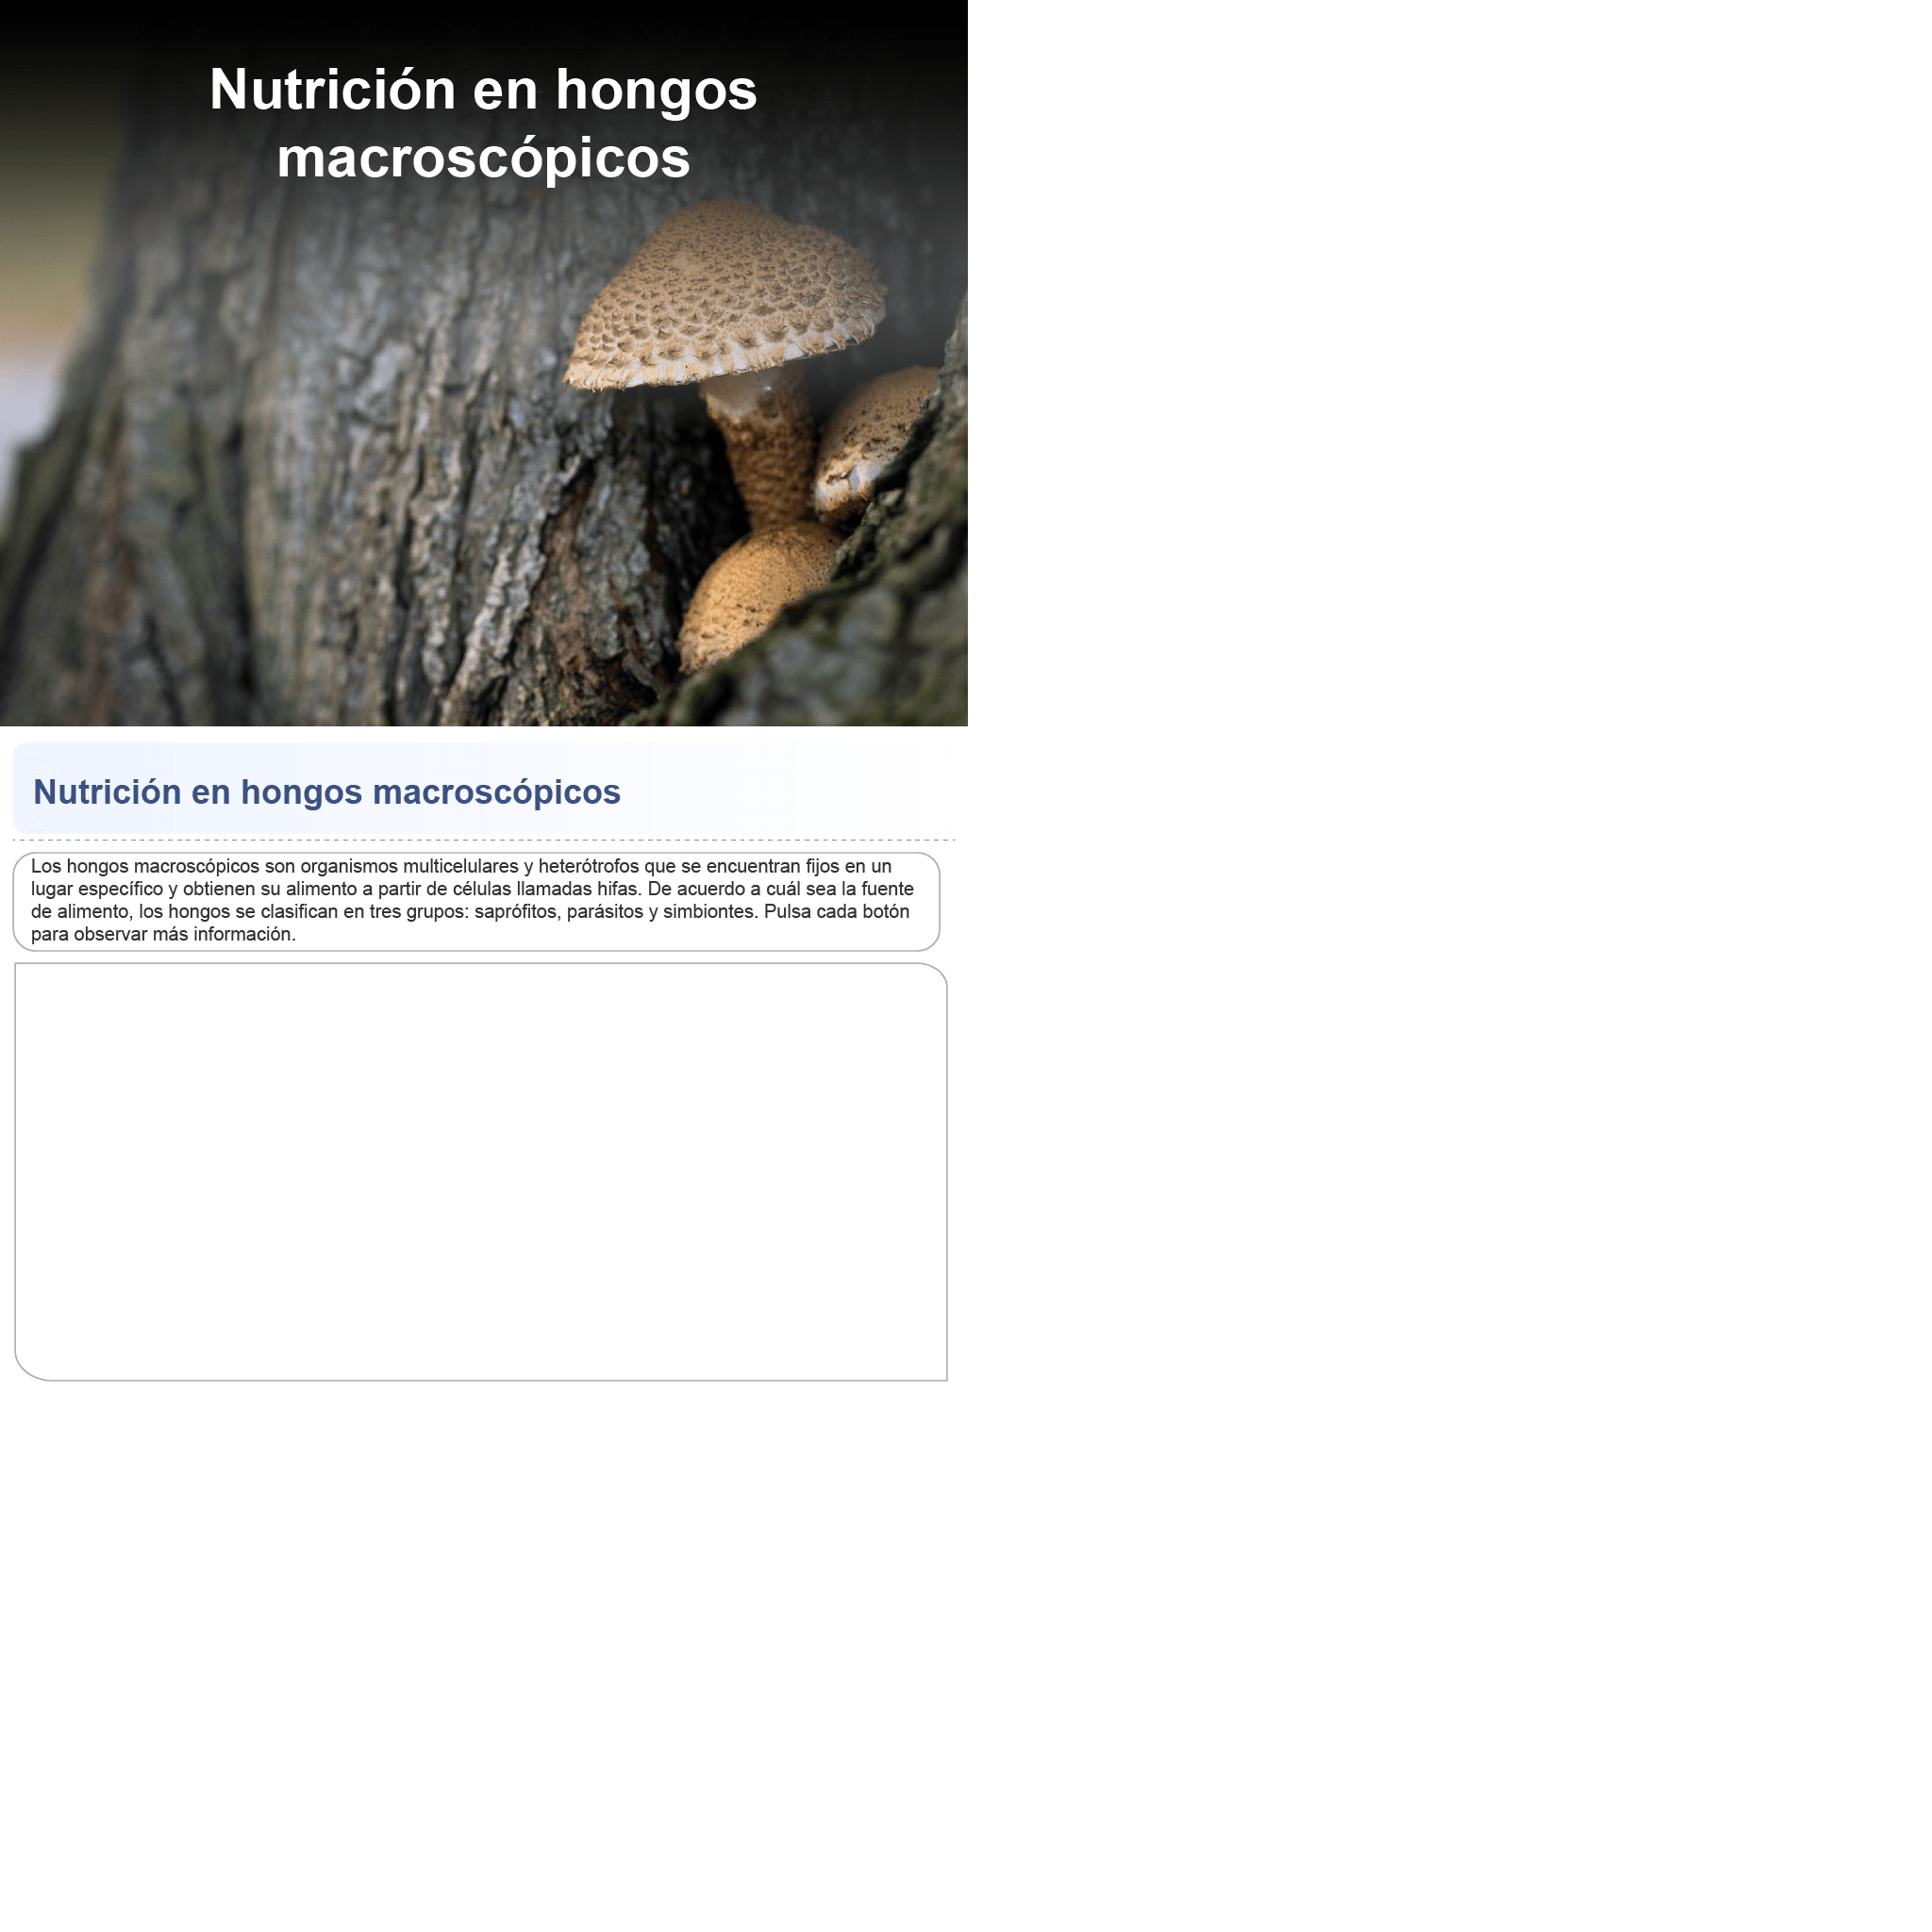 Nutrición en hongos
macroscópicos
Nutrición en hongos macroscópicos
Los hongos macroscópicos son organismos multicelulares y heterótrofos que se encuentran fijos en un
lugar específico y obtienen su alimento a partir de células llamadas hifas. De acuerdo a cuál sea la fuente
de alimento, los hongos se clasifican en tres grupos: saprófitos, parásitos y simbiontes. Pulsa cada botón
para observar más información.